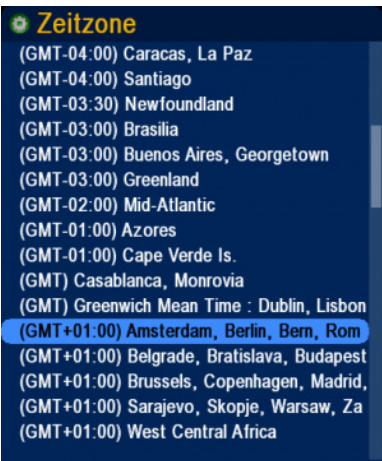 Zeitzone
(GMT-04:00) Caracas, La Paz
(GMT-04:00) Santiago
(GMT-03:30) Newfoundland
(GMT-03:00) Brasilia
(GMT-03:00) Buenos Aires, Georgetown
(GMT-03:00) Greenland
(GMT-02:00) Mid-Atlantic
(GMT-01:00) Azores
(GMT-01:00) Cape Verde Is.
(GMT) Casablanca, Monrovia
(GMT) Greenwich Mean Time : Dublin, Lisbon
(GMT+01:00) Amsterdam, Berlin, Bern, Rom
(GMT+01:00) Belgrade, Bratislava, Budapest
(GMT+01:00) Brussels, Copenhagen, Madrid,
(GMT+01:00) Sarajevo, Skopje, Warsaw, Za
(GMT+01:00) West Central Africa